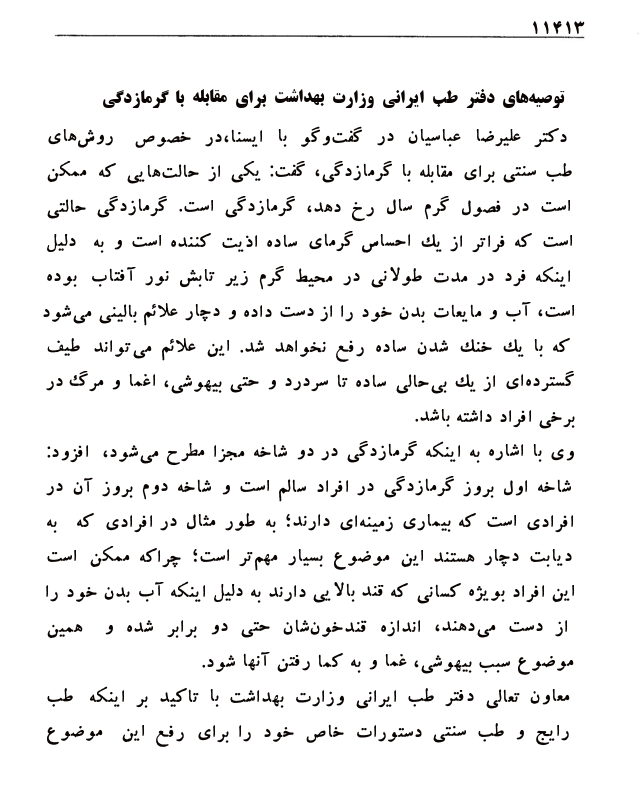 ۱۱۴۱۳
توصیه‌های دفتر طب ایرانی وزارت بهداشت برای مقابله با گرمازدگی
دکتر علیرضا عباسیان در گفت‌وگو با ایسنا،در خصوص روش‌های
طب سنتی برای مقابله با گرمازدگی، گفت: یکی از حالت‌هایی که ممکن
است در فصول گرم سال رخ دهد، گرمازدگی است. گرمازدگی حالتی
است که فراتر از یك احساس گرمای ساده اذیت کننده است و به دلیل
اینکه فرد در مدت طولانی در محیط گرم زیر تابش نور آفتاب بوده
است، آب و مایعات بدن خود را از دست داده و دچار علائم بالینی می‌شود
که با یك خنك شدن ساده رفع نخواهد شد. این علائم می‌تواند طیف
گسترده‌ای از یك بی‌حالی ساده تا سردرد و حتی بیهوشی، اغما و مرگ در
برخی افراد داشته باشد.
وی با اشاره به اینکه گرمازدگی در دو شاخه مجزا مطرح می‌شود، افزود:
شاخه اول بروز گرمازدگی در افراد سالم است و شاخه دوم بروز آن در
افرادی است که بیماری زمینه‌ای دارند؛ به طور مثال در افرادی که به
دیابت دچار هستند این موضوع بسیار مهم‌تر است؛ چراکه ممکن است
این افراد بویژه کسانی که قند بالایی دارند به دلیل اینکه آب بدن خود را
از دست می‌دهند، اندازه قندخون‌شان حتی دو برابر شده و همین
موضوع سبب بیهوشی، غما و به کما رفتن آنها شود.
معاون تعالی دفتر طب ایرانی وزارت بهداشت با تاکید بر اینکه طب
رایج و طب سنتی دستورات خاص خود را برای رفع این موضوع